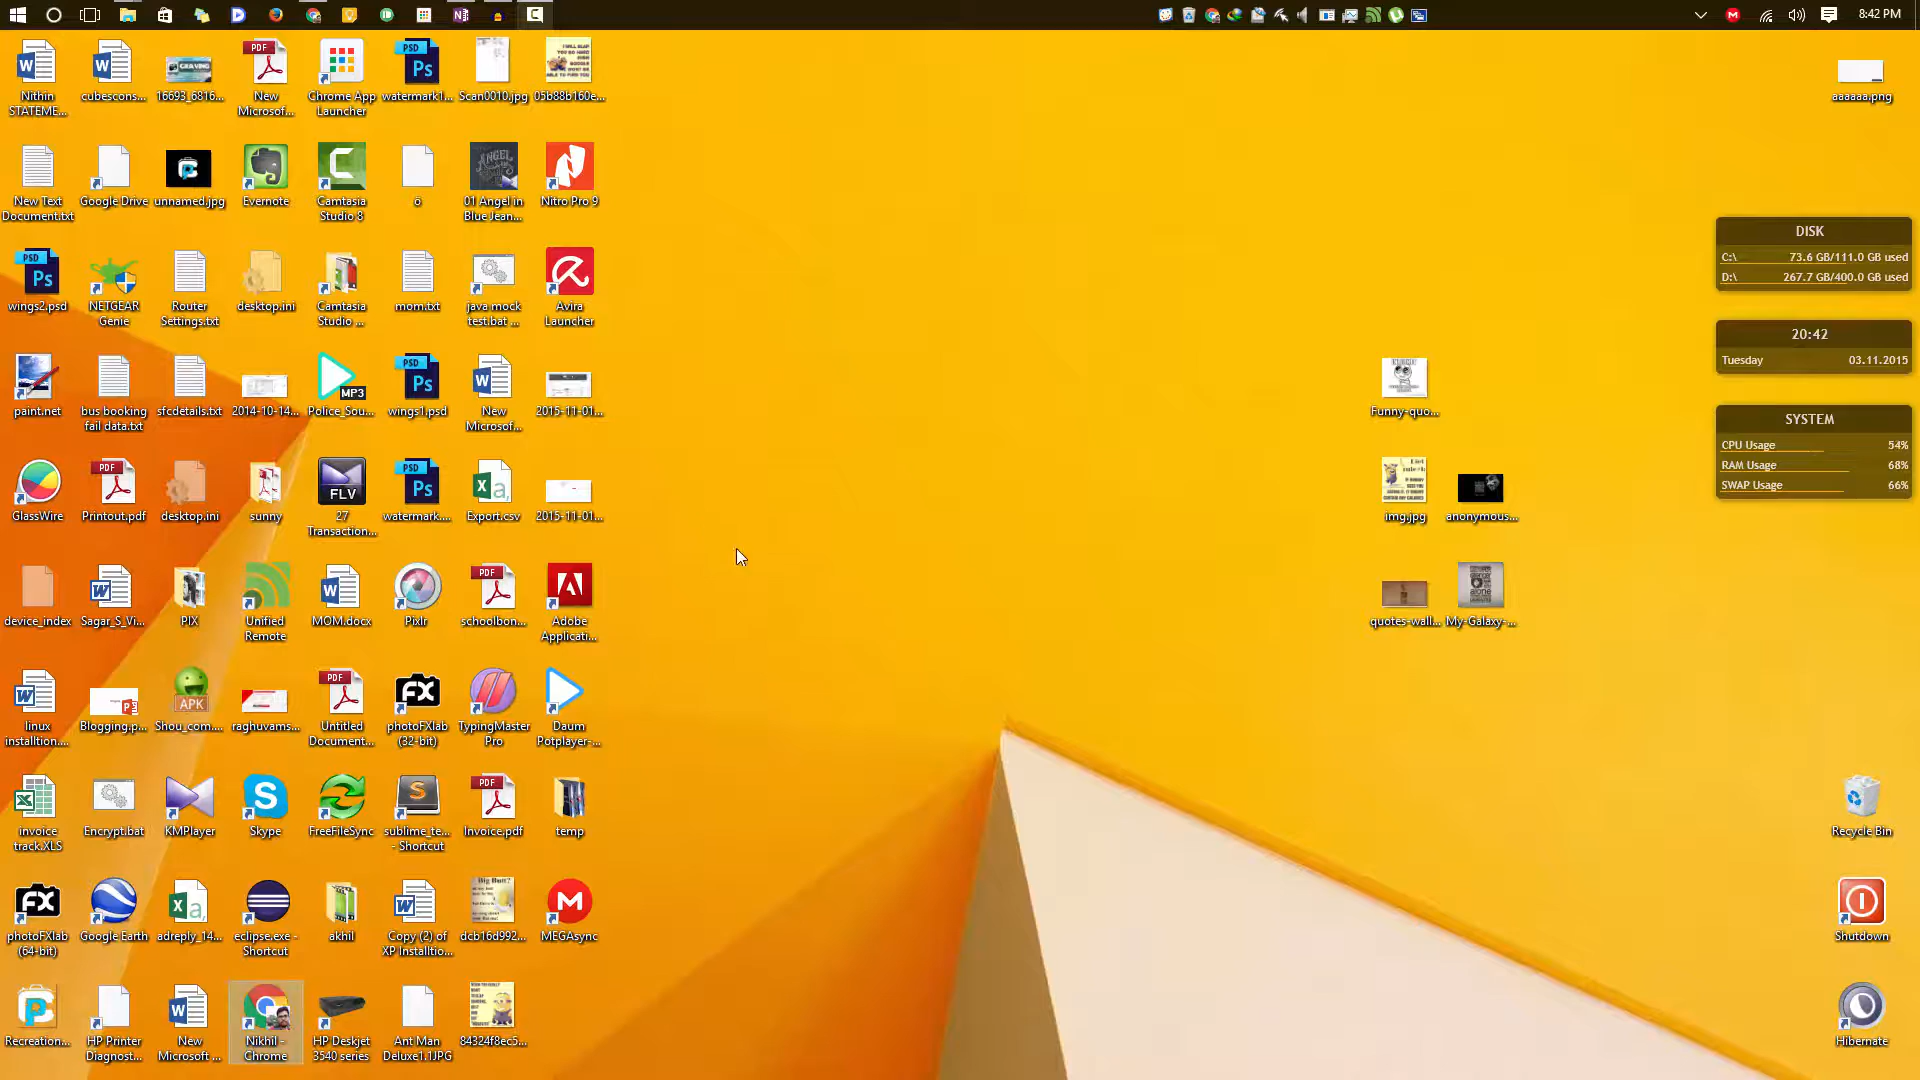 8:42 PM
Nithin
STATEME...
cubescons...
16693_6816...
New
Microsof...
Chrome App
Launcher
watermark1...
Scan0010.jpg
05b88b160e...
aaaaaa.png
New Text
Document.txt
Google Drive
unnamed.jpg
Evernote
Camtasia
Studio 8
o
01 Angel in
Blue Jean...
Nitro Pro 9
wings2.psd
NETGEAR
Genie
Router
Settings.txt
desktop.ini
Camtasia
Studio ...
mom.txt
java mock
test.bat ...
Avira
Launcher
DISK
C:\ 73.6 GB/111.0 GB used
D:\ 267.7 GB/400.0 GB used
20:42
Tuesday 03.11.2015
paint.net
bus booking
fail data.txt
sfcdetails.txt
2014-10-14...
Police_Sou...
wings1.psd
New
Microsof...
2015-11-01...
Funny-quo...
SYSTEM
CPU Usage 54%
RAM Usage 68%
SWAP Usage 66%
GlassWire
Printout.pdf
desktop.ini
sunny
27
Transaction...
watermark....
Export.csv
2015-11-01...
img.jpg
anonymous...
device_index
Sagar_S_Vi...
PIX
Unified
Remote
MOM.docx
Pixlr
schoolbon...
Adobe
Applicati...
quotes-wall...
My-Galaxy-...
linux
installtion....
Blogging.p...
Shou_com....
raghuvams...
Untitled
Document...
photoFXlab
(32-bit)
TypingMaster
Pro
Daum
Potplayer-...
invoice
track.XLS
Encrypt.bat
KMPlayer
Skype
FreeFileSync
sublime_te...
- Shortcut
Invoice.pdf
temp
Recycle Bin
photoFXlab
(64-bit)
Google Earth
adreply_14...
eclipse.exe -
Shortcut
akhil
Copy (2) of
XP Installtio...
dcb16d992...
MEGAsync
Shutdown
Recreation...
HP Printer
Diagnost...
New
Microsoft ...
Nikhil -
Chrome
HP Deskjet
3540 series
Ant Man
Deluxe1.1JPG
84324f8ec5...
Hibernate